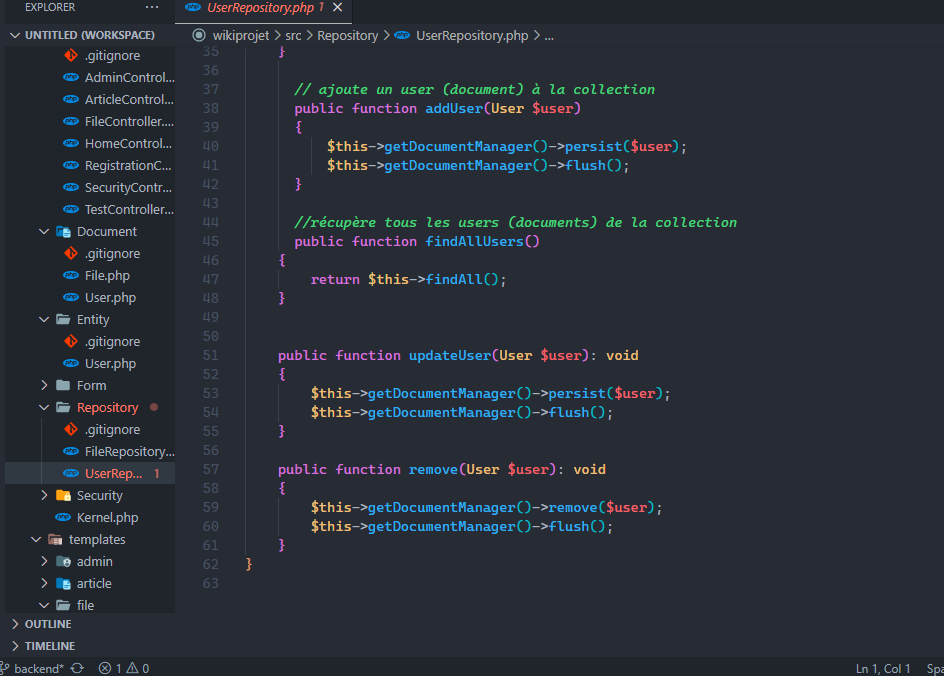 EXPLORER ···
UserRepository.php 1 ×
UNTITLED (WORKSPACE)
wikiprojet > src > Repository > UserRepository.php > ...
.gitignore
AdminControl...
ArticleControl...
FileController....
HomeControl...
RegistrationC...
SecurityContr...
TestController...
Document
.gitignore
File.php
User.php
Entity
.gitignore
User.php
Form
Repository
.gitignore
FileRepository...
UserRep... 1
Security
Kernel.php
templates
admin
article
file
OUTLINE
TIMELINE
35 }
36
37 // ajoute un user (document) à la collection
38 public function addUser(User $user)
39 {
40 $this->getDocumentManager()->persist($user);
41 $this->getDocumentManager()->flush();
42 }
43
44 //récupère tous les users (documents) de la collection
45 public function findAllUsers()
46 {
47 return $this->findAll();
48 }
49
50
51 public function updateUser(User $user): void
52 {
53 $this->getDocumentManager()->persist($user);
54 $this->getDocumentManager()->flush();
55 }
56
57 public function remove(User $user): void
58 {
59 $this->getDocumentManager()->remove($user);
60 $this->getDocumentManager()->flush();
61 }
62 }
63
backend* 1 0 Ln 1, Col 1 Spa